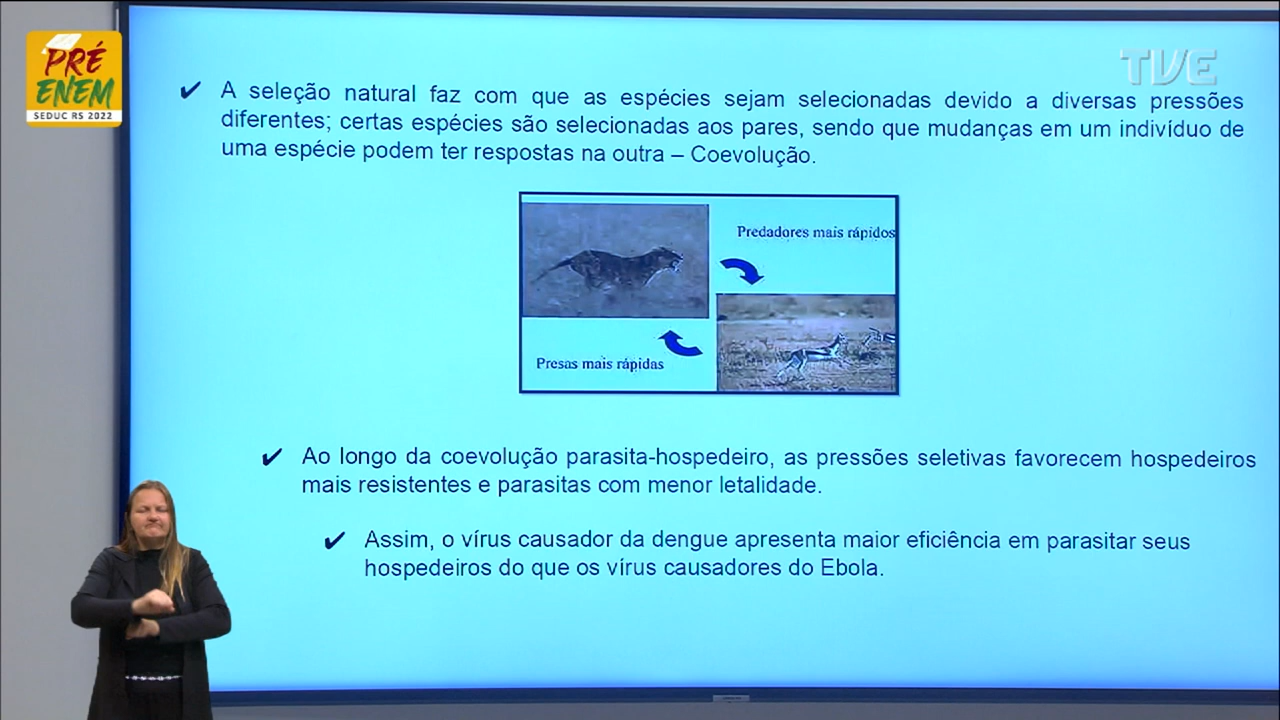 PRÉ
ENEM
SEDUC RS 2022
TVE
✔ A seleção natural faz com que as espécies sejam selecionadas devido a diversas pressões
diferentes; certas espécies são selecionadas aos pares, sendo que mudanças em um indivíduo de
uma espécie podem ter respostas na outra – Coevolução.
Predadores mais rápidos
Presas mais rápidas
✔ Ao longo da coevolução parasita-hospedeiro, as pressões seletivas favorecem hospedeiros
mais resistentes e parasitas com menor letalidade.
✔ Assim, o vírus causador da dengue apresenta maior eficiência em parasitar seus
hospedeiros do que os vírus causadores do Ebola.